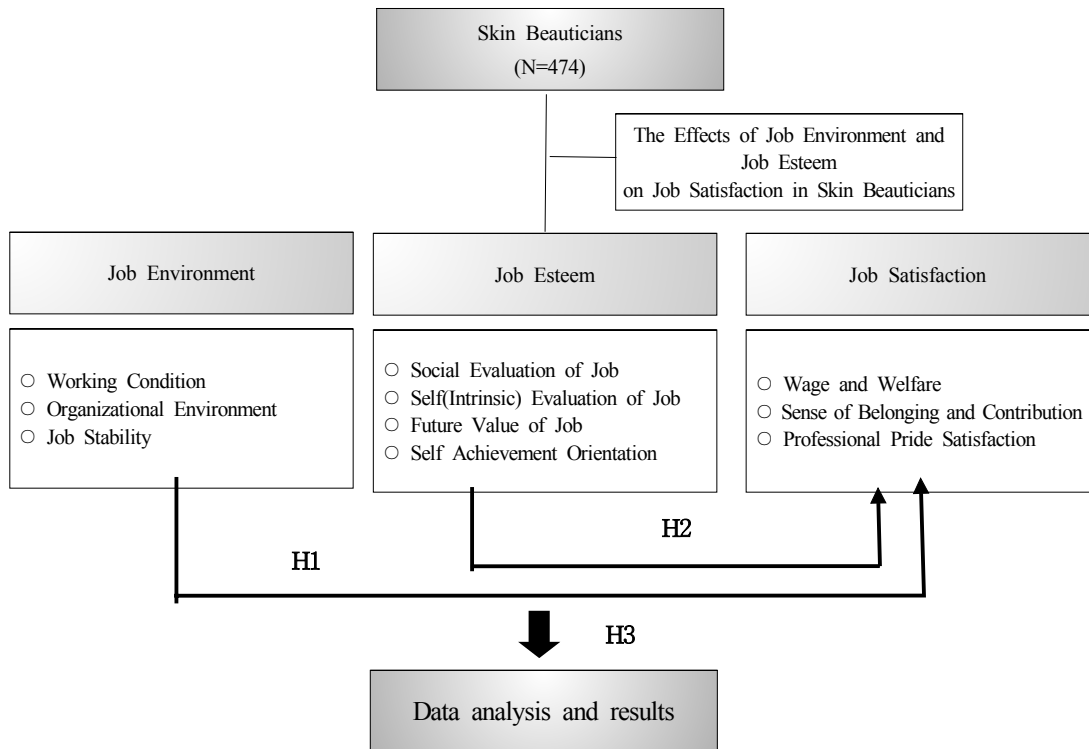 Skin Beauticians
(N=474)
The Effects of Job Environment and
Job Esteem
on Job Satisfaction in Skin Beauticians
Job Environment
Job Esteem
Job Satisfaction
○ Working Condition
○ Organizational Environment
○ Job Stability
○ Social Evaluation of Job
○ Self(Intrinsic) Evaluation of Job
○ Future Value of Job
○ Self Achievement Orientation
○ Wage and Welfare
○ Sense of Belonging and Contribution
○ Professional Pride Satisfaction
H2
H1
H3
Data analysis and results